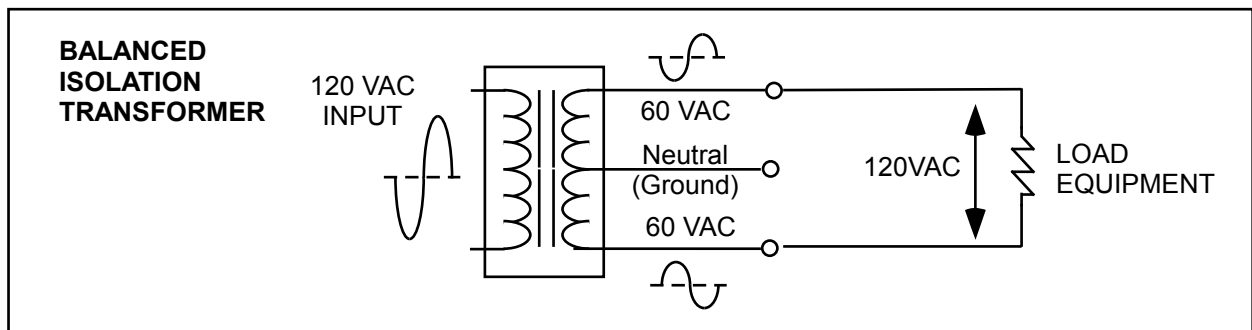 BALANCED
ISOLATION
TRANSFORMER
120 VAC
INPUT
60 VAC
Neutral
(Ground)
60 VAC
120VAC
LOAD
EQUIPMENT